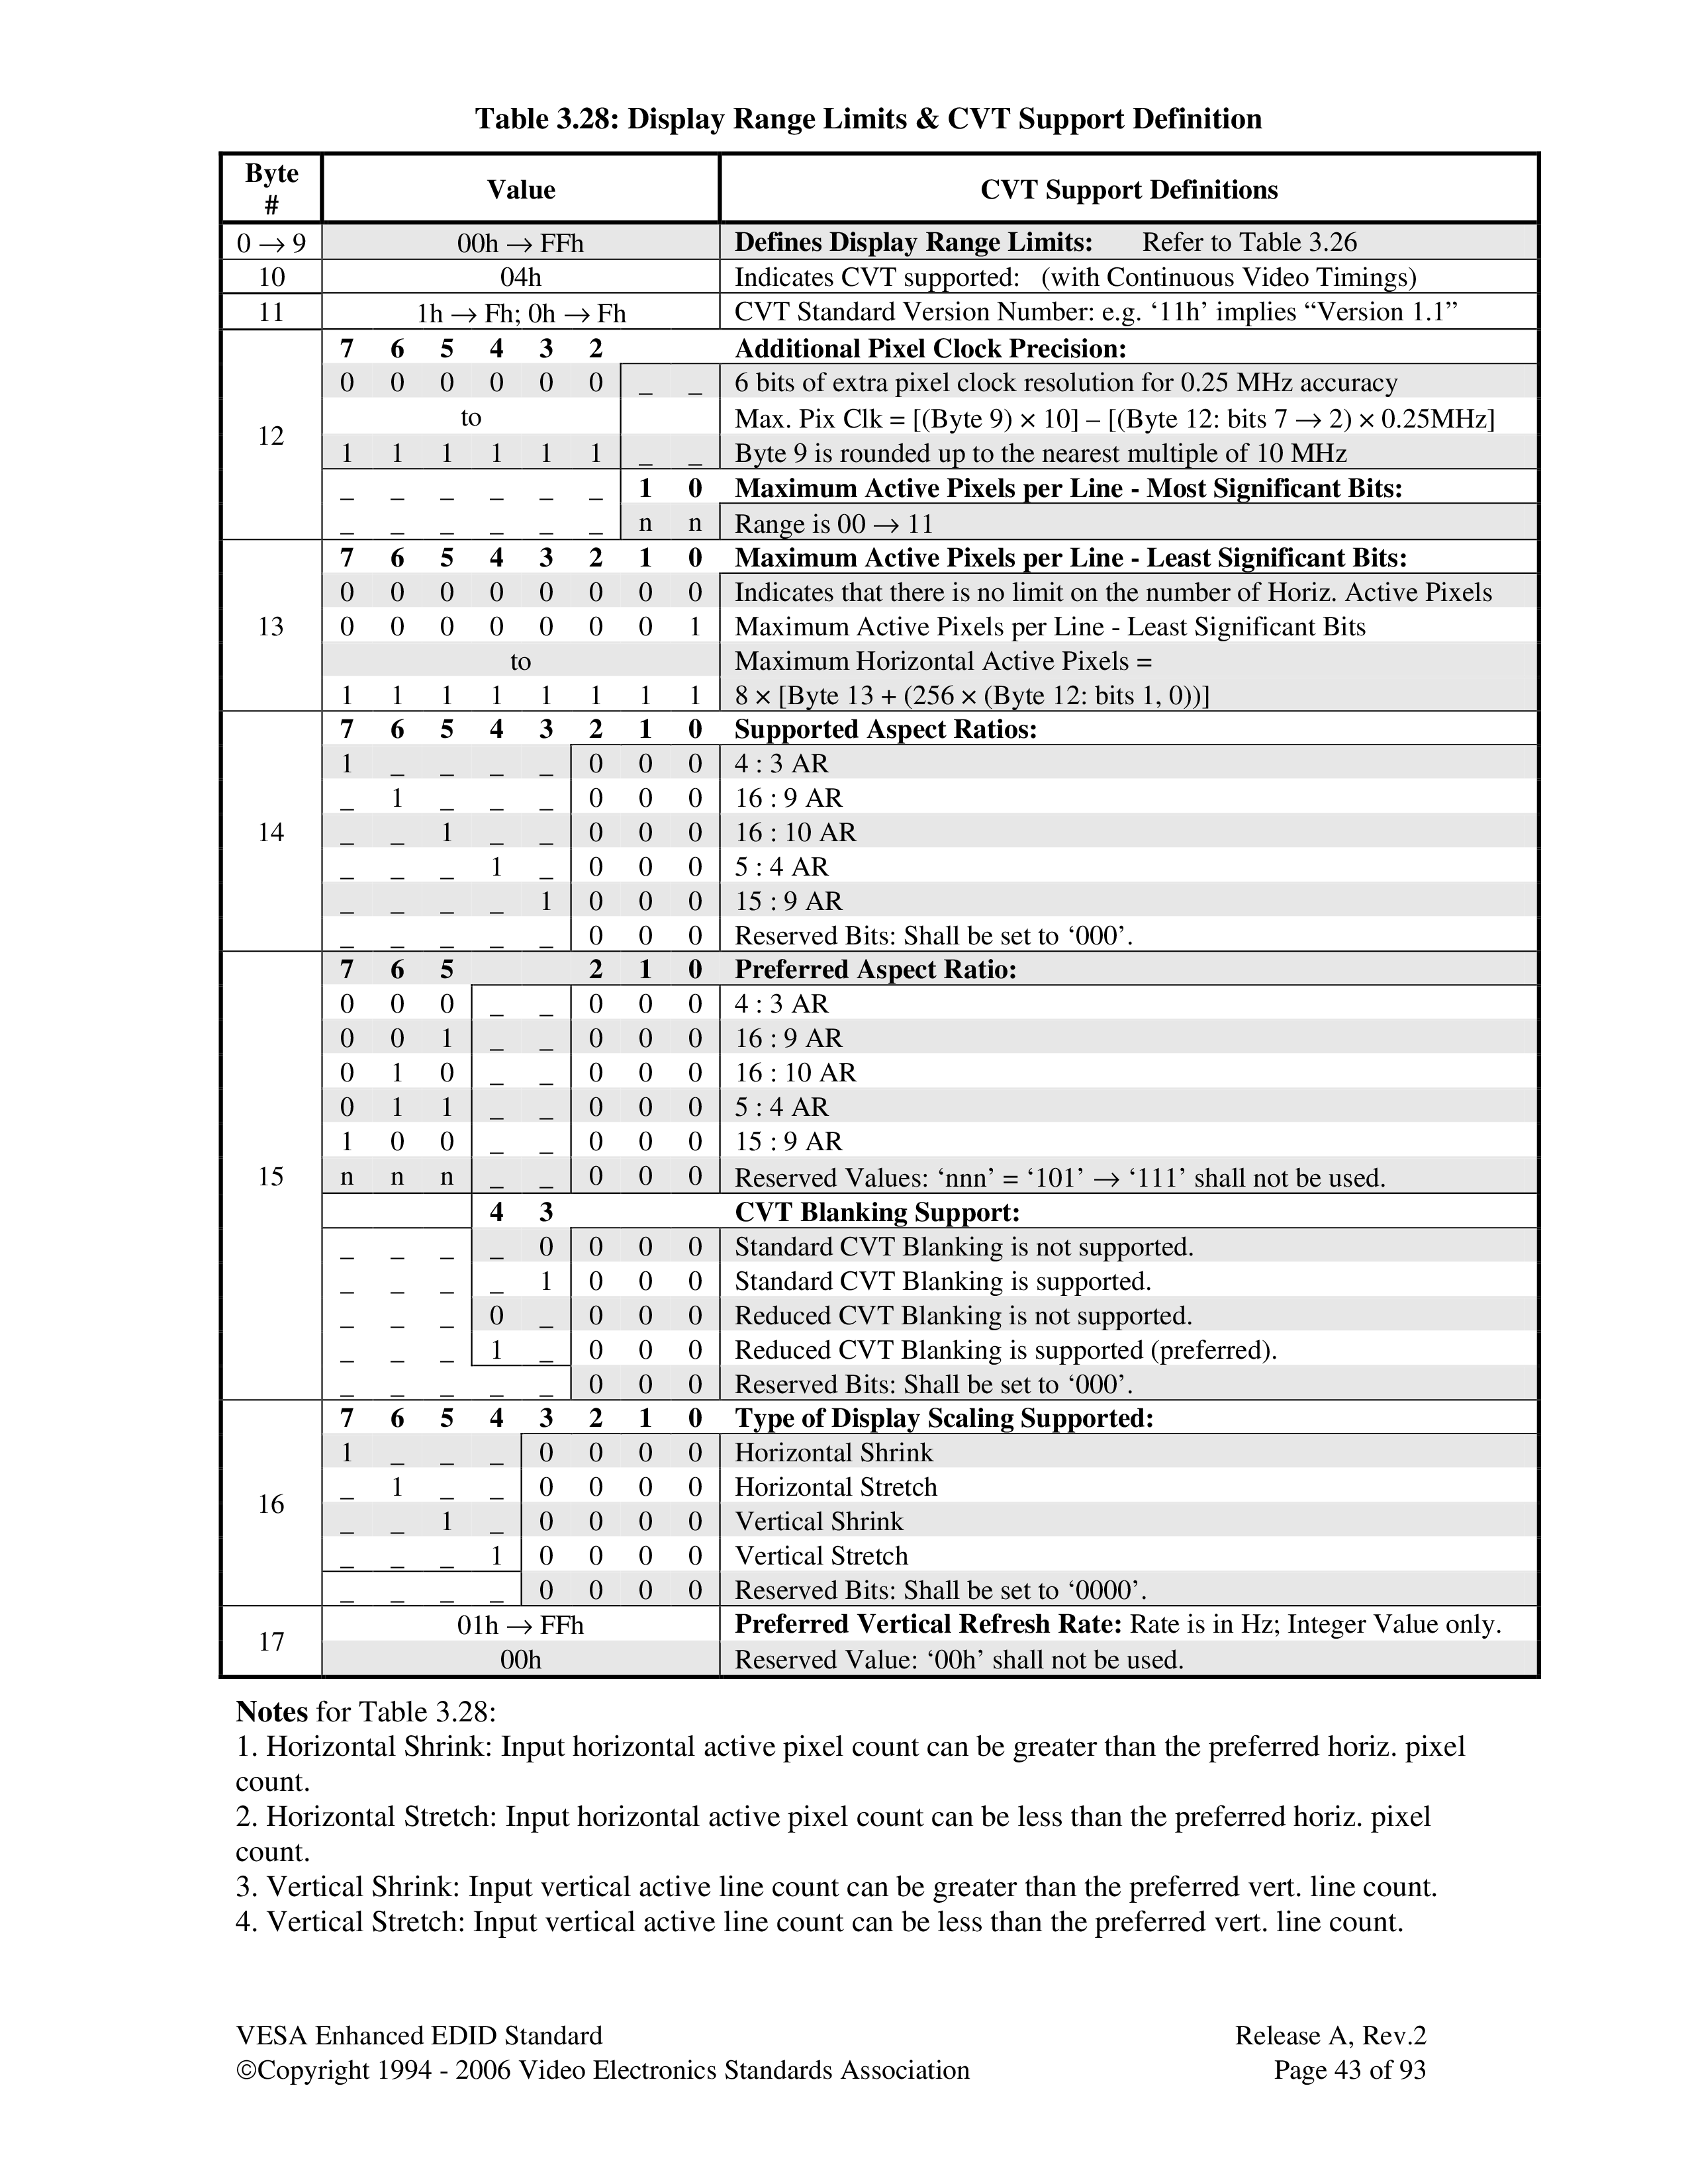 Table 3.28: Display Range Limits & CVT Support Definition
Byte # Value CVT Support Definitions
0 → 9 00h → FFh Defines Display Range Limits: Refer to Table 3.26
10 04h Indicates CVT supported: (with Continuous Video Timings)
11 1h → Fh; 0h → Fh CVT Standard Version Number: e.g. ‘11h’ implies “Version 1.1”
12
7 6 5 4 3 2 Additional Pixel Clock Precision:
0 0 0 0 0 0 _ _ 6 bits of extra pixel clock resolution for 0.25 MHz accuracy
to Max. Pix Clk = [(Byte 9) × 10] – [(Byte 12: bits 7 → 2) × 0.25MHz]
1 1 1 1 1 1 _ _ Byte 9 is rounded up to the nearest multiple of 10 MHz
_ _ _ _ _ _ 1 0 Maximum Active Pixels per Line - Most Significant Bits:
_ _ _ _ _ _ n n Range is 00 → 11
13
7 6 5 4 3 2 1 0 Maximum Active Pixels per Line - Least Significant Bits:
0 0 0 0 0 0 0 0 Indicates that there is no limit on the number of Horiz. Active Pixels
0 0 0 0 0 0 0 1 Maximum Active Pixels per Line - Least Significant Bits
to Maximum Horizontal Active Pixels =
1 1 1 1 1 1 1 1 8 × [Byte 13 + (256 × (Byte 12: bits 1, 0))]
14
7 6 5 4 3 2 1 0 Supported Aspect Ratios:
1 _ _ _ _ 0 0 0 4 : 3 AR
_ 1 _ _ _ 0 0 0 16 : 9 AR
_ _ 1 _ _ 0 0 0 16 : 10 AR
_ _ _ 1 _ 0 0 0 5 : 4 AR
_ _ _ _ 1 0 0 0 15 : 9 AR
_ _ _ _ _ 0 0 0 Reserved Bits: Shall be set to ‘000’.
15
7 6 5 2 1 0 Preferred Aspect Ratio:
0 0 0 _ _ 0 0 0 4 : 3 AR
0 0 1 _ _ 0 0 0 16 : 9 AR
0 1 0 _ _ 0 0 0 16 : 10 AR
0 1 1 _ _ 0 0 0 5 : 4 AR
1 0 0 _ _ 0 0 0 15 : 9 AR
n n n _ _ 0 0 0 Reserved Values: ‘nnn’ = ‘101’ → ‘111’ shall not be used.
4 3 CVT Blanking Support:
_ _ _ _ 0 0 0 0 Standard CVT Blanking is not supported.
_ _ _ _ 1 0 0 0 Standard CVT Blanking is supported.
_ _ _ 0 _ 0 0 0 Reduced CVT Blanking is not supported.
_ _ _ 1 _ 0 0 0 Reduced CVT Blanking is supported (preferred).
_ _ _ _ _ 0 0 0 Reserved Bits: Shall be set to ‘000’.
16
7 6 5 4 3 2 1 0 Type of Display Scaling Supported:
1 _ _ _ 0 0 0 0 Horizontal Shrink
_ 1 _ _ 0 0 0 0 Horizontal Stretch
_ _ 1 _ 0 0 0 0 Vertical Shrink
_ _ _ 1 0 0 0 0 Vertical Stretch
_ _ _ _ 0 0 0 0 Reserved Bits: Shall be set to ‘0000’.
17
01h → FFh Preferred Vertical Refresh Rate: Rate is in Hz; Integer Value only.
00h Reserved Value: ‘00h’ shall not be used.
Notes for Table 3.28:
1. Horizontal Shrink: Input horizontal active pixel count can be greater than the preferred horiz. pixel
count.
2. Horizontal Stretch: Input horizontal active pixel count can be less than the preferred horiz. pixel
count.
3. Vertical Shrink: Input vertical active line count can be greater than the preferred vert. line count.
4. Vertical Stretch: Input vertical active line count can be less than the preferred vert. line count.
VESA Enhanced EDID Standard Release A, Rev.2
©Copyright 1994 - 2006 Video Electronics Standards Association Page 43 of 93